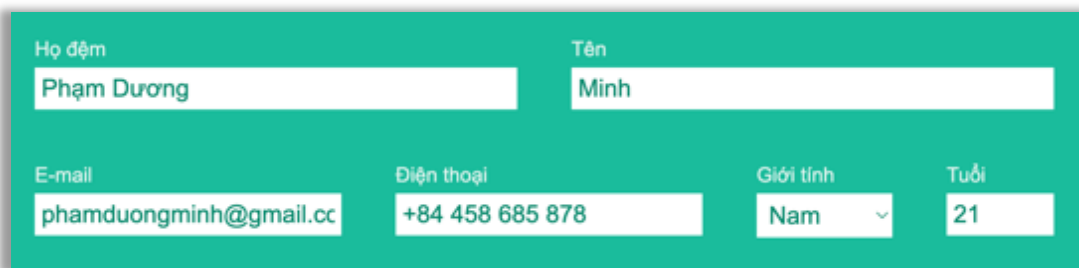 Họ đệm Tên
Phạm Dương Minh
E-mail Điện thoại Giới tính Tuổi
phamduongminh@gmail.cc +84 458 685 878 Nam 21